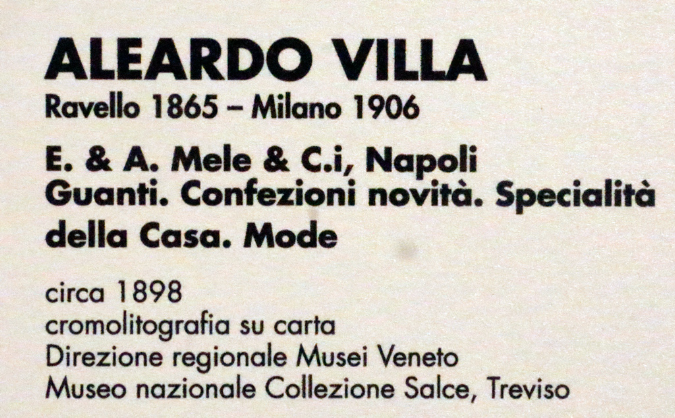 ALEARDO VILLA
Ravello 1865 – Milano 1906
E. & A. Mele & C.i, Napoli
Guanti. Confezioni novità. Specialità
della Casa. Mode
circa 1898
cromolitografia su carta
Direzione regionale Musei Veneto
Museo nazionale Collezione Salce, Treviso